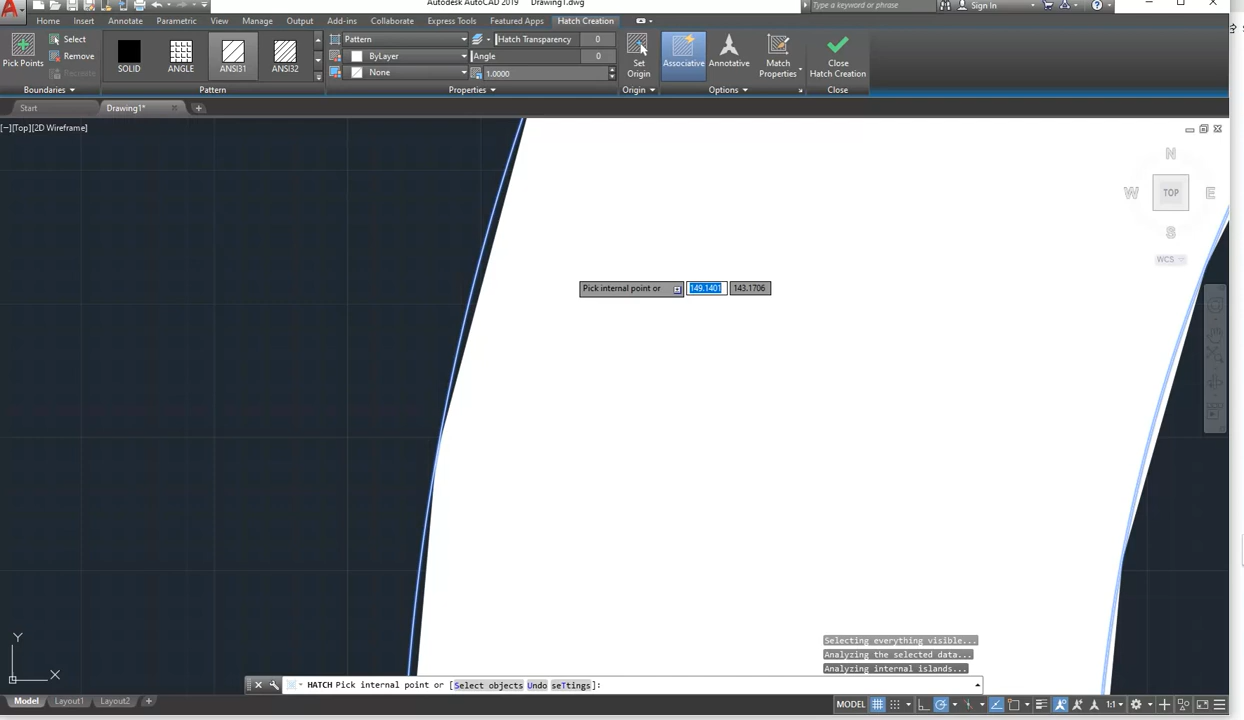 Autodesk AutoCAD 2019 Drawing1.dwg
Type a keyword or phrase
Sign In
Home Insert Annotate Parametric View Manage Output Add-ins Collaborate Express Tools Featured Apps Hatch Creation
Pick Points
Select
Remove
Recreate
Boundaries
SOLID ANGLE ANSI31 ANSI32
Pattern
Pattern
ByLayer
None
Hatch Transparency 0
Angle 0
1.0000
Properties
Set
Origin
Origin
Associative Annotative
Match
Properties
Options
Close
Hatch Creation
Close
Start Drawing1*
[−][Top][2D Wireframe]
N
W TOP E
S
WCS
Pick internal point or 149.1401 143.1706
Y
X
Selecting everything visible...
Analyzing the selected data...
Analyzing internal islands...
HATCH Pick internal point or [Select objects Undo seTtings]:
Model Layout1 Layout2 +
MODEL 1:1